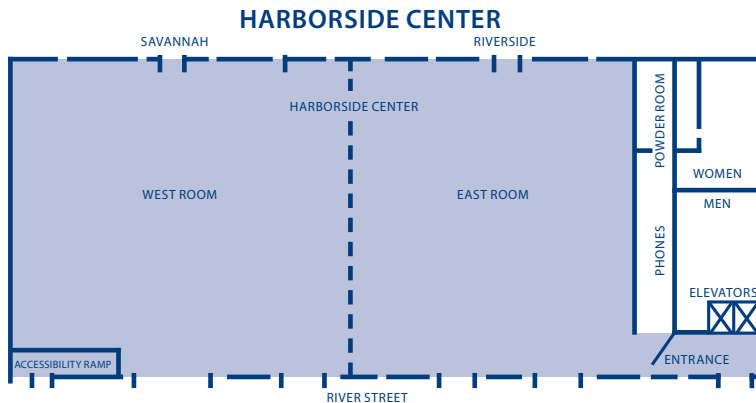 HARBORSIDE CENTER
SAVANNAH
RIVERSIDE
HARBORSIDE CENTER
POWDER ROOM
WOMEN
WEST ROOM
EAST ROOM
MEN
PHONES
ELEVATORS
ACCESSIBILITY RAMP
ENTRANCE
RIVER STREET